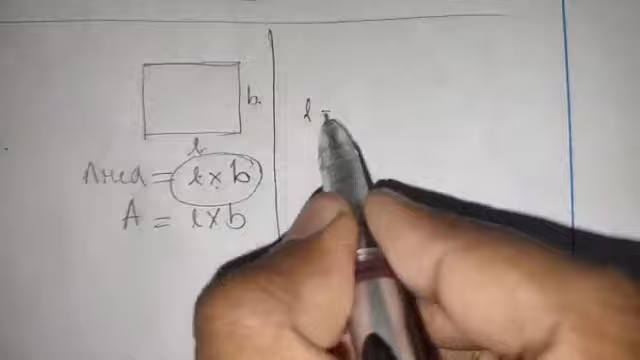 b
l
Area = l x b
A = l x b
l =